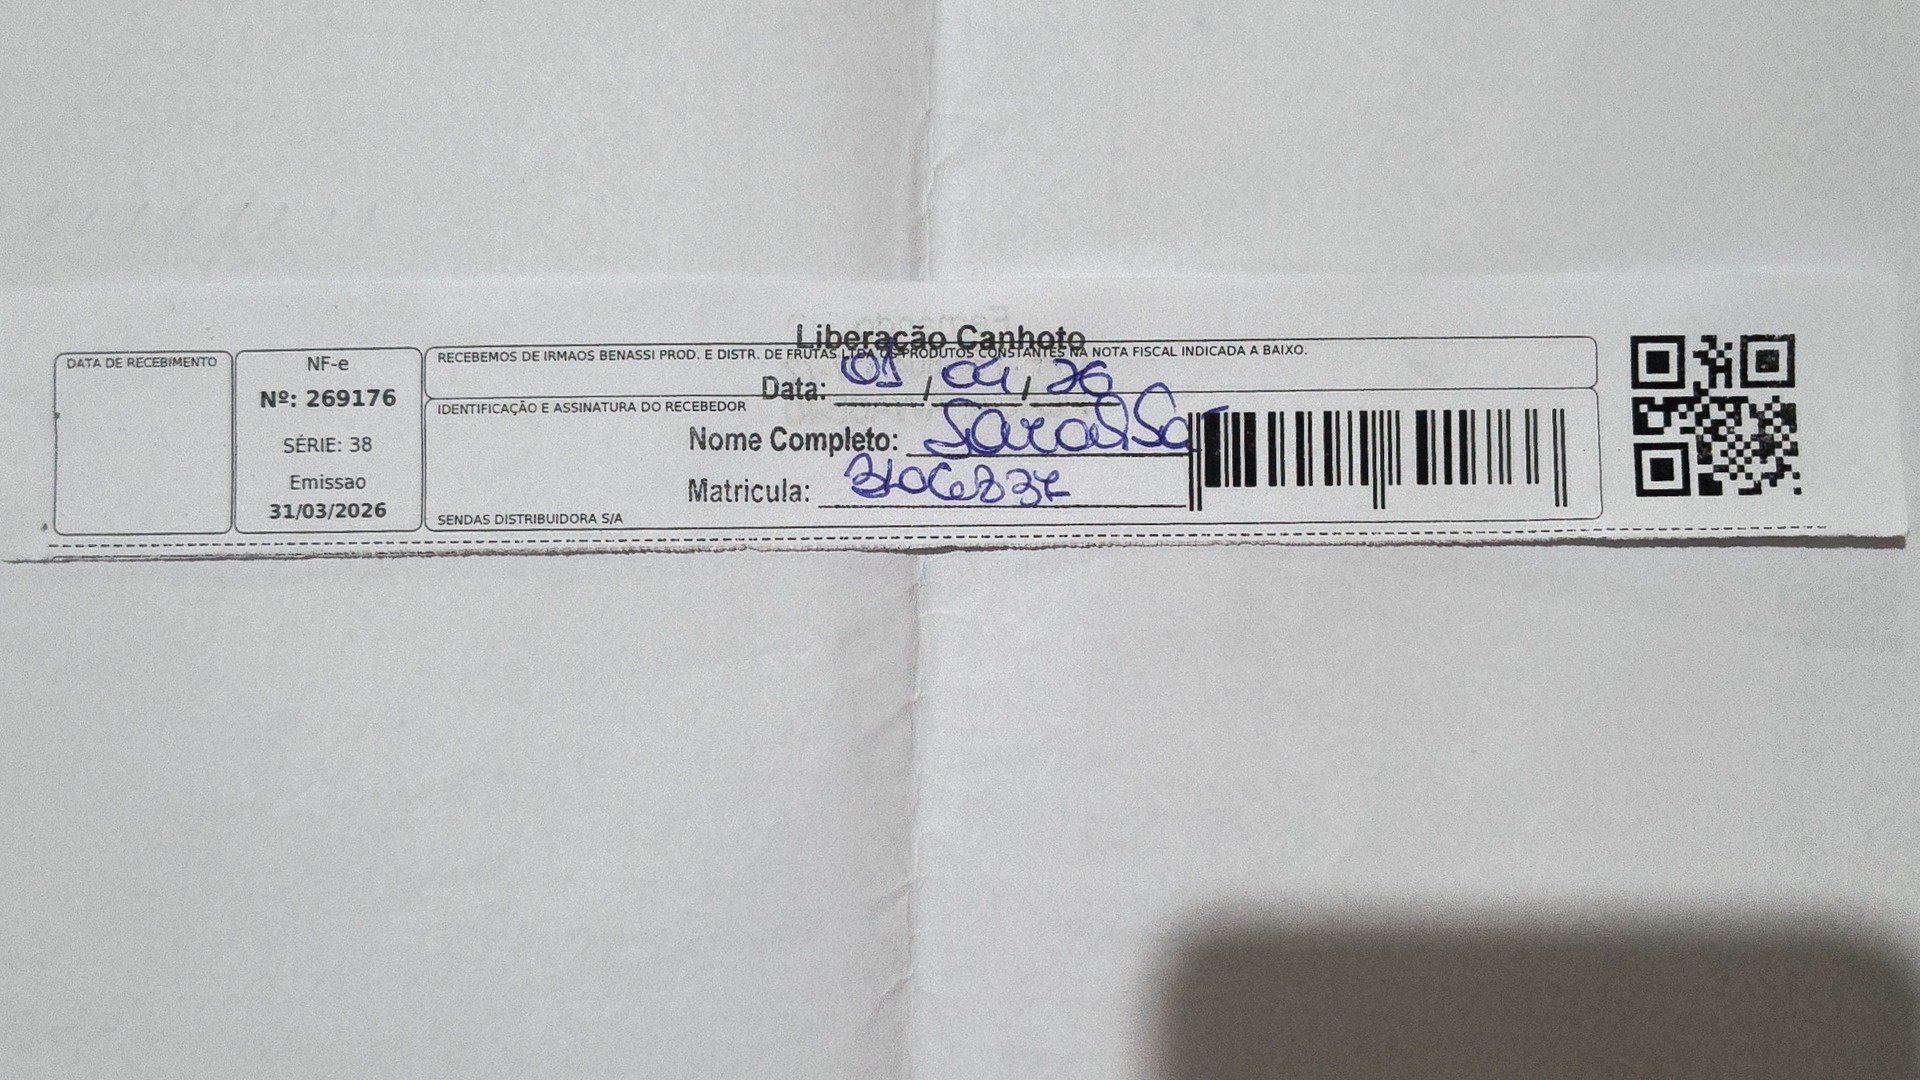 Liberação Canhoto
DATA DE RECEBIMENTO
NF-e
Nº: 269176
SÉRIE: 38
Emissao
31/03/2026
RECEBEMOS DE IRMAOS BENASSI PROD. E DISTR. DE FRUTAS LTDA OS PRODUTOS CONSTANTES NA NOTA FISCAL INDICADA A BAIXO.
Data: 01/04/26
IDENTIFICAÇÃO E ASSINATURA DO RECEBEDOR
Nome Completo:
Matricula:
SENDAS DISTRIBUIDORA S/A